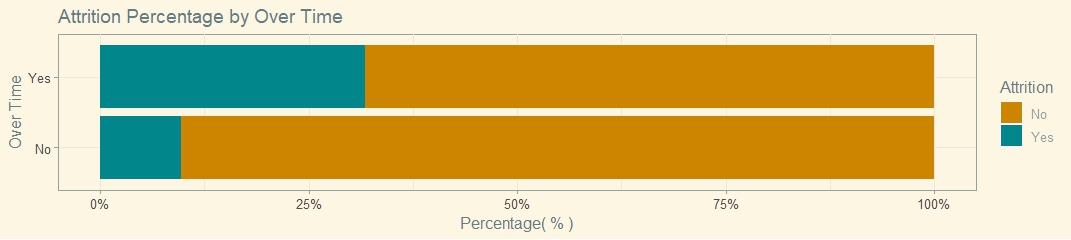 Attrition Percentage by Over Time
Over Time
Yes
No
0%
25%
50%
75%
100%
Percentage( % )
Attrition
No
Yes